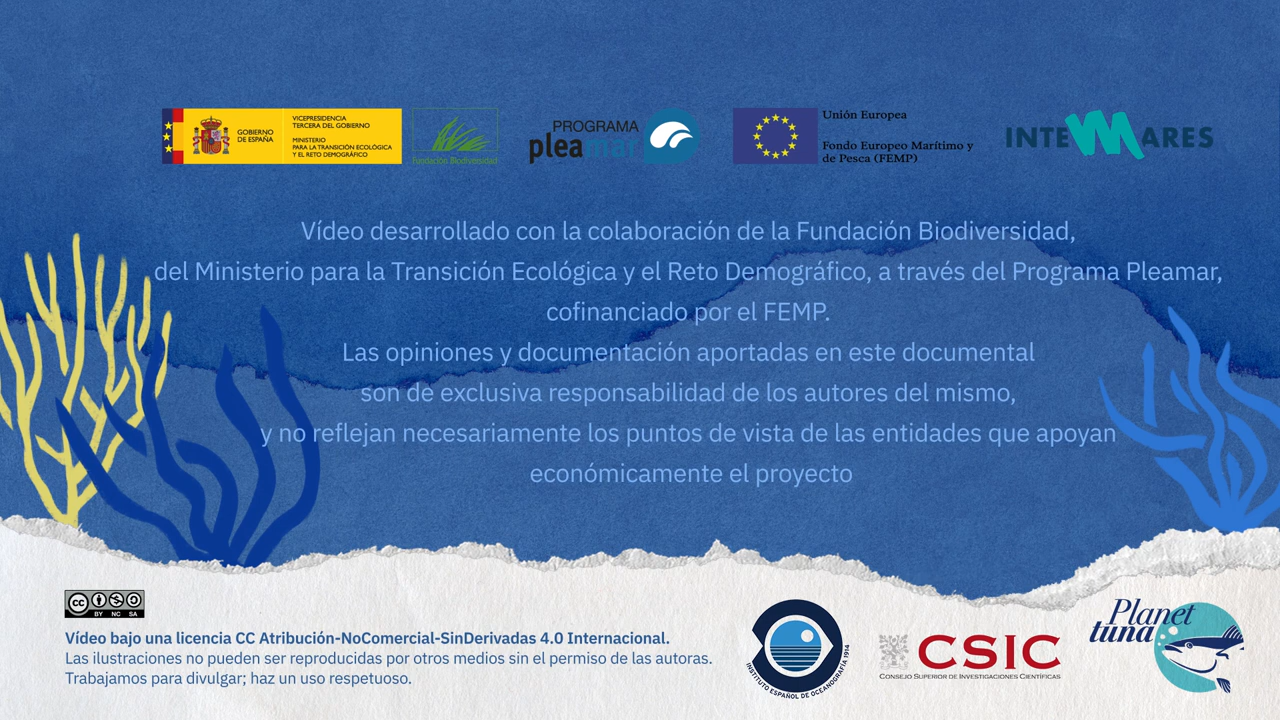 GOBIERNO
DE ESPAÑA
VICEPRESIDENCIA
TERCERA DEL GOBIERNO
MINISTERIO
PARA LA TRANSICIÓN ECOLÓGICA
Y EL RETO DEMOGRÁFICO
Fundación Biodiversidad
PROGRAMA
pleamar
Unión Europea
Fondo Europeo Marítimo y
de Pesca (FEMP)
INTEMARES
Vídeo desarrollado con la colaboración de la Fundación Biodiversidad,
del Ministerio para la Transición Ecológica y el Reto Demográfico, a través del Programa Pleamar,
cofinanciado por el FEMP.
Las opiniones y documentación aportadas en este documental
son de exclusiva responsabilidad de los autores del mismo,
y no reflejan necesariamente los puntos de vista de las entidades que apoyan
económicamente el proyecto
CC BY NC SA
Vídeo bajo una licencia CC Atribución-NoComercial-SinDerivadas 4.0 Internacional.
Las ilustraciones no pueden ser reproducidas por otros medios sin el permiso de las autoras.
Trabajamos para divulgar; haz un uso respetuoso.
INSTITUTO ESPAÑOL DE OCEANOGRAFÍA 1914
CSIC
CONSEJO SUPERIOR DE INVESTIGACIONES CIENTÍFICAS
Planet
tuna